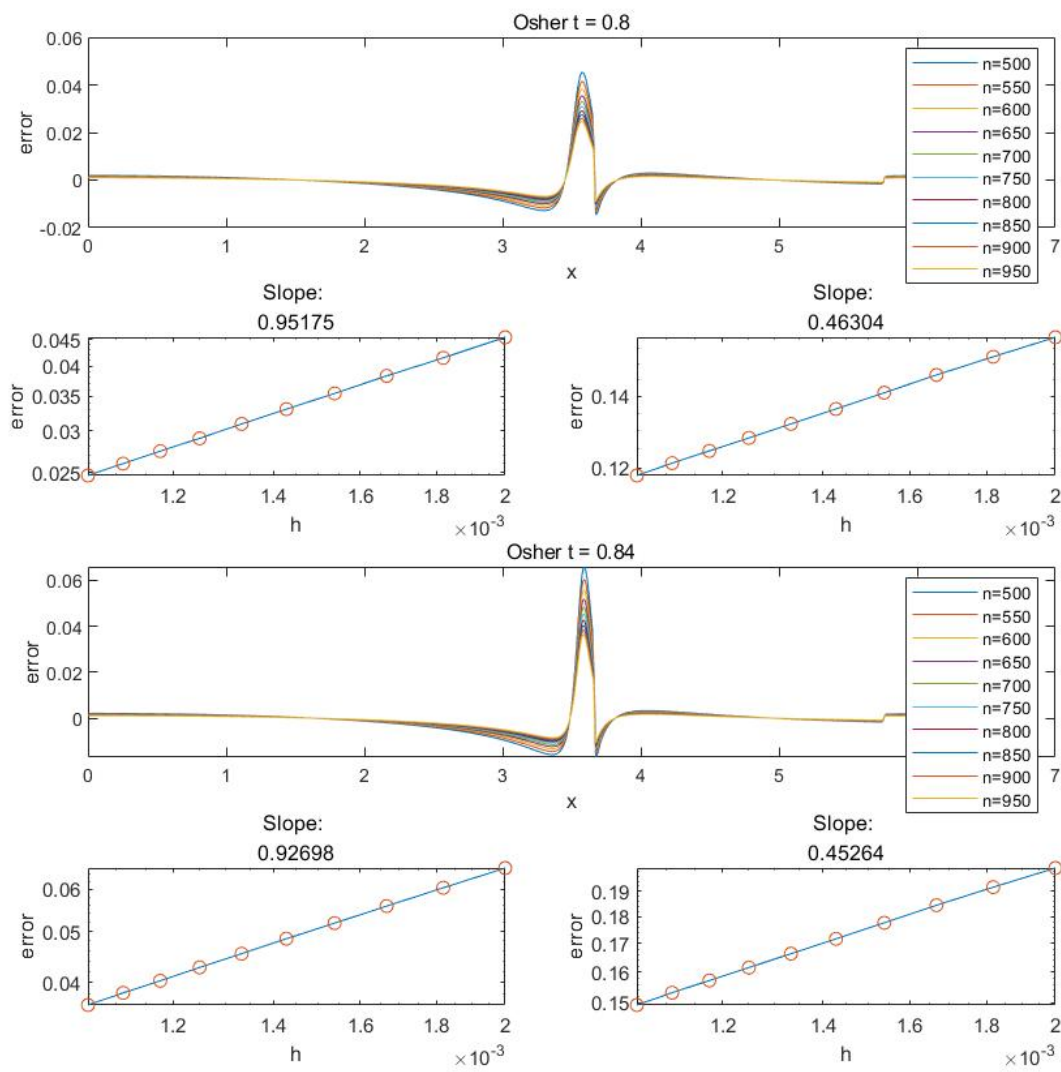 Osher t = 0.8
0.06
0.04
0.02
0
-0.02
error
0 1 2 3 4 5 7
x
n=500
n=550
n=600
n=650
n=700
n=750
n=800
n=850
n=900
n=950
Slope:
0.95175
0.045
0.04
0.035
0.03
0.025
error
1.2 1.4 1.6 1.8 2
×10⁻³
h
Slope:
0.46304
0.14
0.12
error
1.2 1.4 1.6 1.8 2
×10⁻³
h
Osher t = 0.84
0.06
0.04
0.02
0
error
0 1 2 3 4 5 7
x
n=500
n=550
n=600
n=650
n=700
n=750
n=800
n=850
n=900
n=950
Slope:
0.92698
0.06
0.05
0.04
error
1.2 1.4 1.6 1.8 2
×10⁻³
h
Slope:
0.45264
0.19
0.18
0.17
0.16
0.15
error
1.2 1.4 1.6 1.8 2
×10⁻³
h